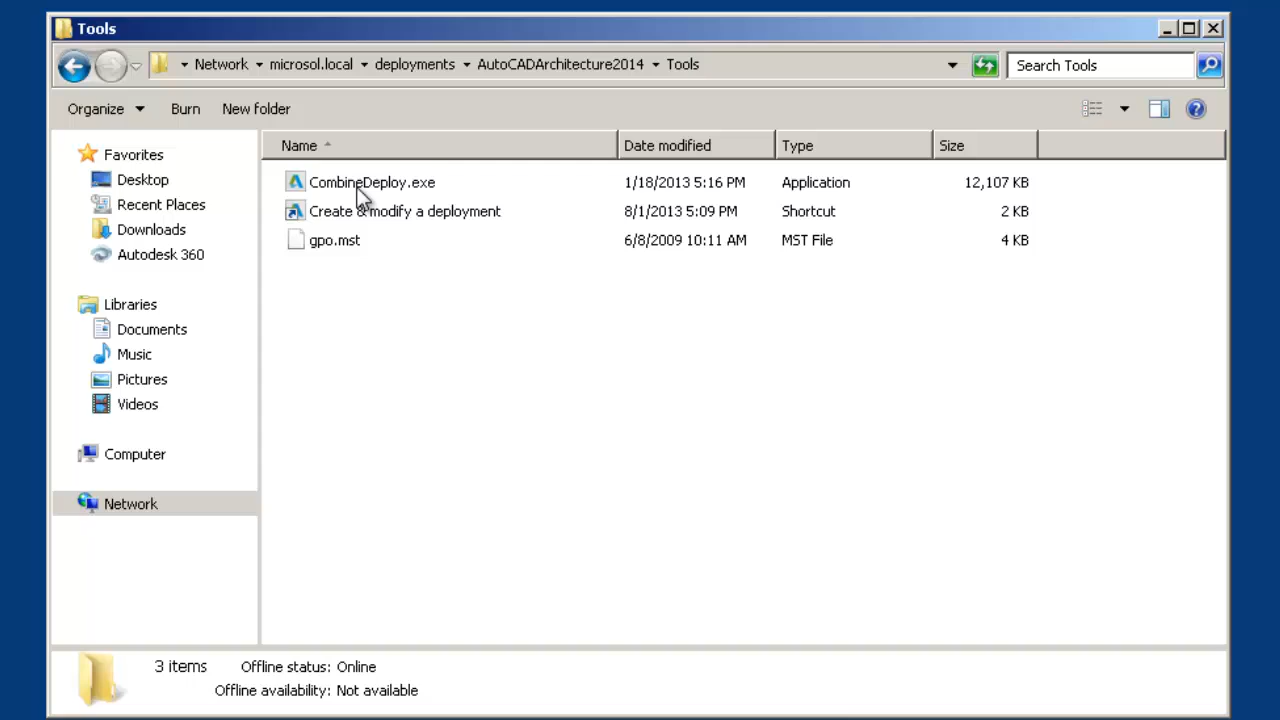 Tools
Network microsol.local deployments AutoCADArchitecture2014 Tools
Search Tools
Organize Burn New folder
Name Date modified Type Size
CombineDeploy.exe 1/18/2013 5:16 PM Application 12,107 KB
Create & modify a deployment 8/1/2013 5:09 PM Shortcut 2 KB
gpo.mst 6/8/2009 10:11 AM MST File 4 KB
Favorites
Desktop
Recent Places
Downloads
Autodesk 360
Libraries
Documents
Music
Pictures
Videos
Computer
Network
3 items Offline status: Online
Offline availability: Not available